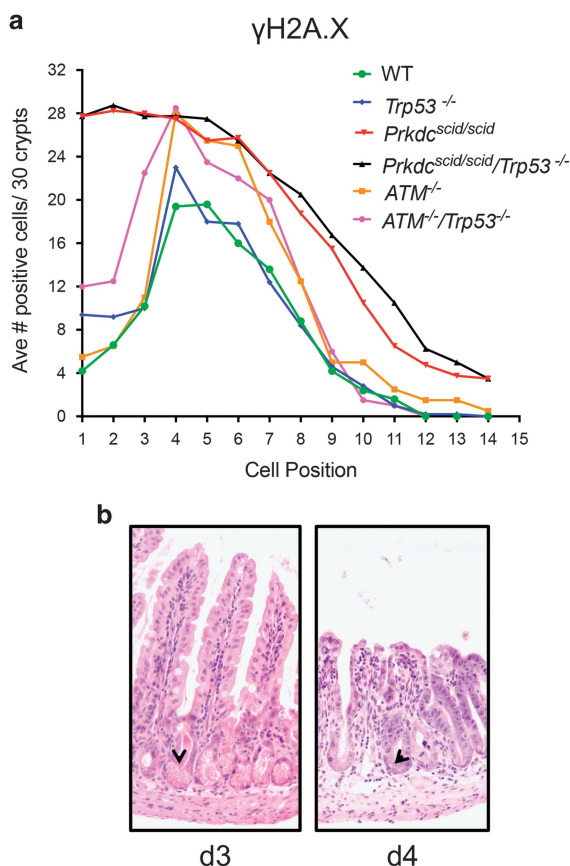 a
γH2A.X
WT
Trp53 -/-
Prkdcscid/scid
Prkdcscid/scid/Trp53 -/-
ATM-/-
ATM-/-/Trp53-/-
Ave # positive cells/ 30 crypts
32
28
24
20
16
12
8
4
0
1 2 3 4 5 6 7 8 9 10 11 12 13 14 15
Cell Position
b
d3 d4